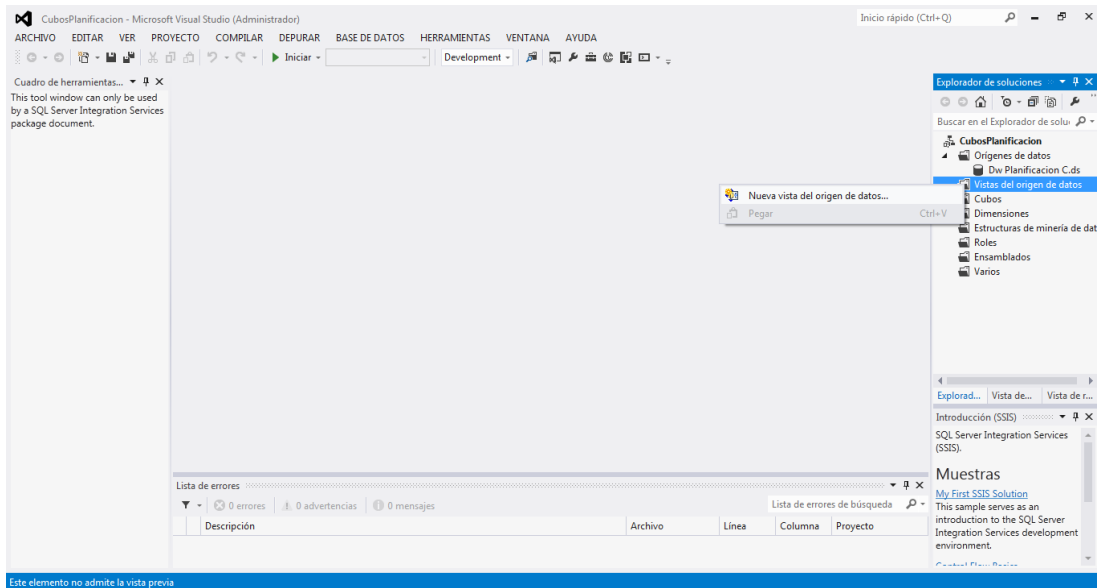 CubosPlanificacion - Microsoft Visual Studio (Administrador)
Inicio rápido (Ctrl+Q)
ARCHIVO EDITAR VER PROYECTO COMPILAR DEPURAR BASE DE DATOS HERRAMIENTAS VENTANA AYUDA
Iniciar
Development
Cuadro de herramientas...
This tool window can only be used
by a SQL Server Integration Services
package document.
Explorador de soluciones
Buscar en el Explorador de solu
CubosPlanificacion
Orígenes de datos
Dw Planificacion C.ds
Vistas del origen de datos
Cubos
Dimensiones
Estructuras de minería de dat
Roles
Ensamblados
Varios
Nueva vista del origen de datos...
Pegar Ctrl+V
Explorad... Vista de... Vista de r...
Introducción (SSIS)
SQL Server Integration Services
(SSIS).
Muestras
My First SSIS Solution
This sample serves as an
introduction to the SQL Server
Integration Services development
environment.
Control Flow Basics
Lista de errores
0 errores 0 advertencias 0 mensajes
Lista de errores de búsqueda
Descripción Archivo Línea Columna Proyecto
Este elemento no admite la vista previa